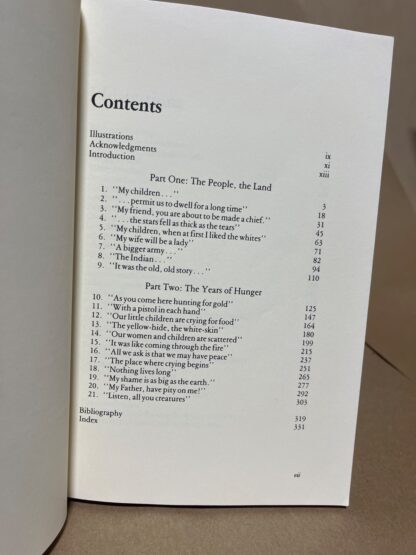 Contents
Illustrations ix
Acknowledgments xi
Introduction xiii
Part One: The People, the Land
1. "My children . . ." 3
2. ". . . permit us to dwell for a long time" 18
3. "My friend, you are about to be made a chief." 31
4. ". . . the stars fell as thick as the tears" 45
5. "My children, when at first I liked the whites" 63
6. "My wife will be a lady" 71
7. "A bigger army . . ." 82
8. "The Indian . . ." 94
9. "It was the old, old story . . ." 110
Part Two: The Years of Hunger
10. "As you come here hunting for gold" 125
11. "With a pistol in each hand" 147
12. "Our little children are crying for food" 164
13. "The yellow-hide, the white-skin" 180
14. "Our women and children are scattered" 199
15. "It was like coming through the fire" 215
16. "All we ask is that we may have peace" 237
17. "The place where crying begins" 251
18. "Nothing lives long" 265
19. "My shame is as big as the earth." 277
20. "My Father, have pity on me!" 292
21. "Listen, all you creatures" 303
Bibliography 319
Index 331
vii